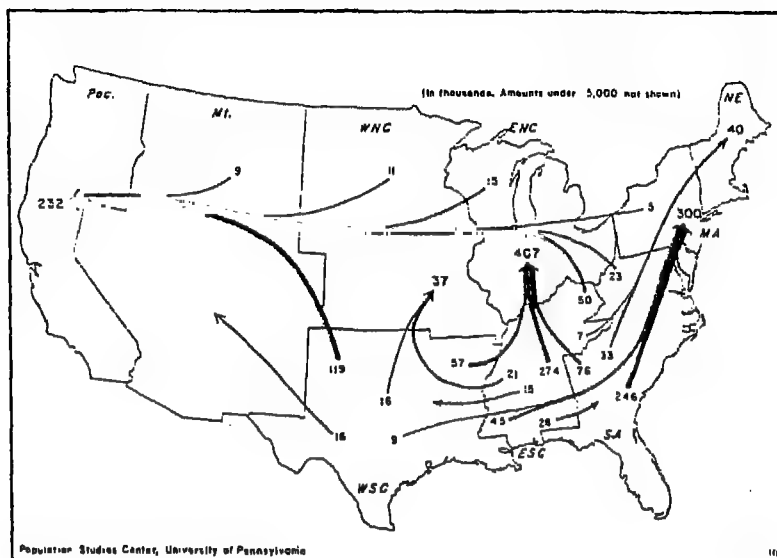 (In thousands. Amounts under 5,000 not shown)
Pac.
Mt.
WNC
ENC
NE
40
9
11
15
5
232
300
MA
407
37
23
50
7
57
119
21
274
76
33
16
15
246
45
28
16
9
SA
ESC
WSC
Population Studies Center, University of Pennsylvania